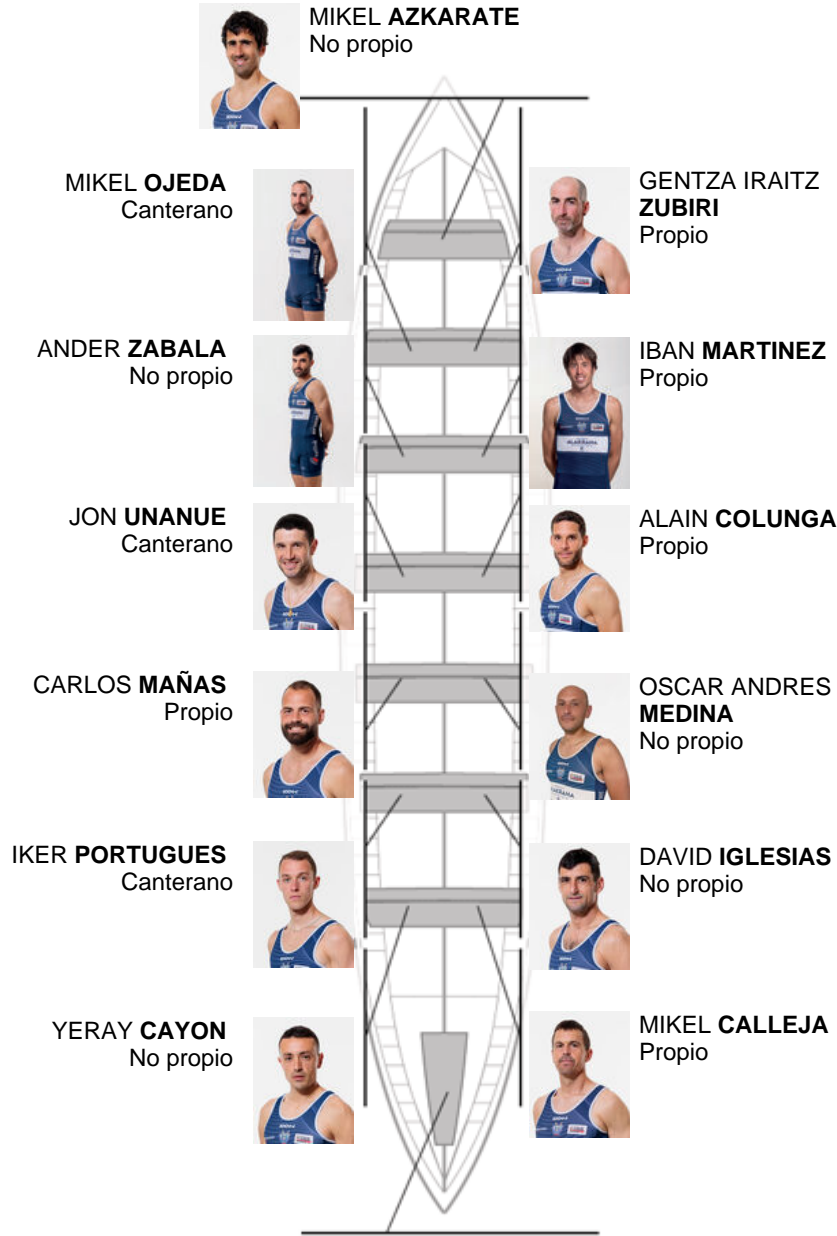 MIKEL AZKARATE
No propio
MIKEL OJEDA
Canterano
GENTZA IRAITZ
ZUBIRI
Propio
ANDER ZABALA
No propio
IBAN MARTINEZ
Propio
JON UNANUE
Canterano
ALAIN COLUNGA
Propio
CARLOS MAÑAS
Propio
OSCAR ANDRES
MEDINA
No propio
IKER PORTUGUES
Canterano
DAVID IGLESIAS
No propio
YERAY CAYON
No propio
MIKEL CALLEJA
Propio